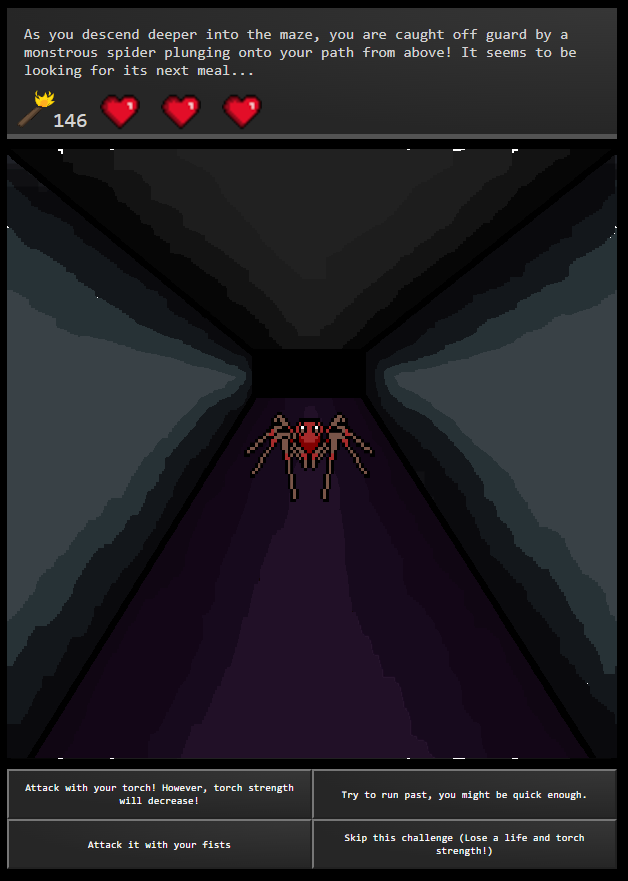 As you descend deeper into the maze, you are caught off guard by a
monstrous spider plunging onto your path from above! It seems to be
looking for its next meal...
146
Attack with your torch! However, torch strength
will decrease!
Try to run past, you might be quick enough.
Attack it with your fists
Skip this challenge (Lose a life and torch
strength!)